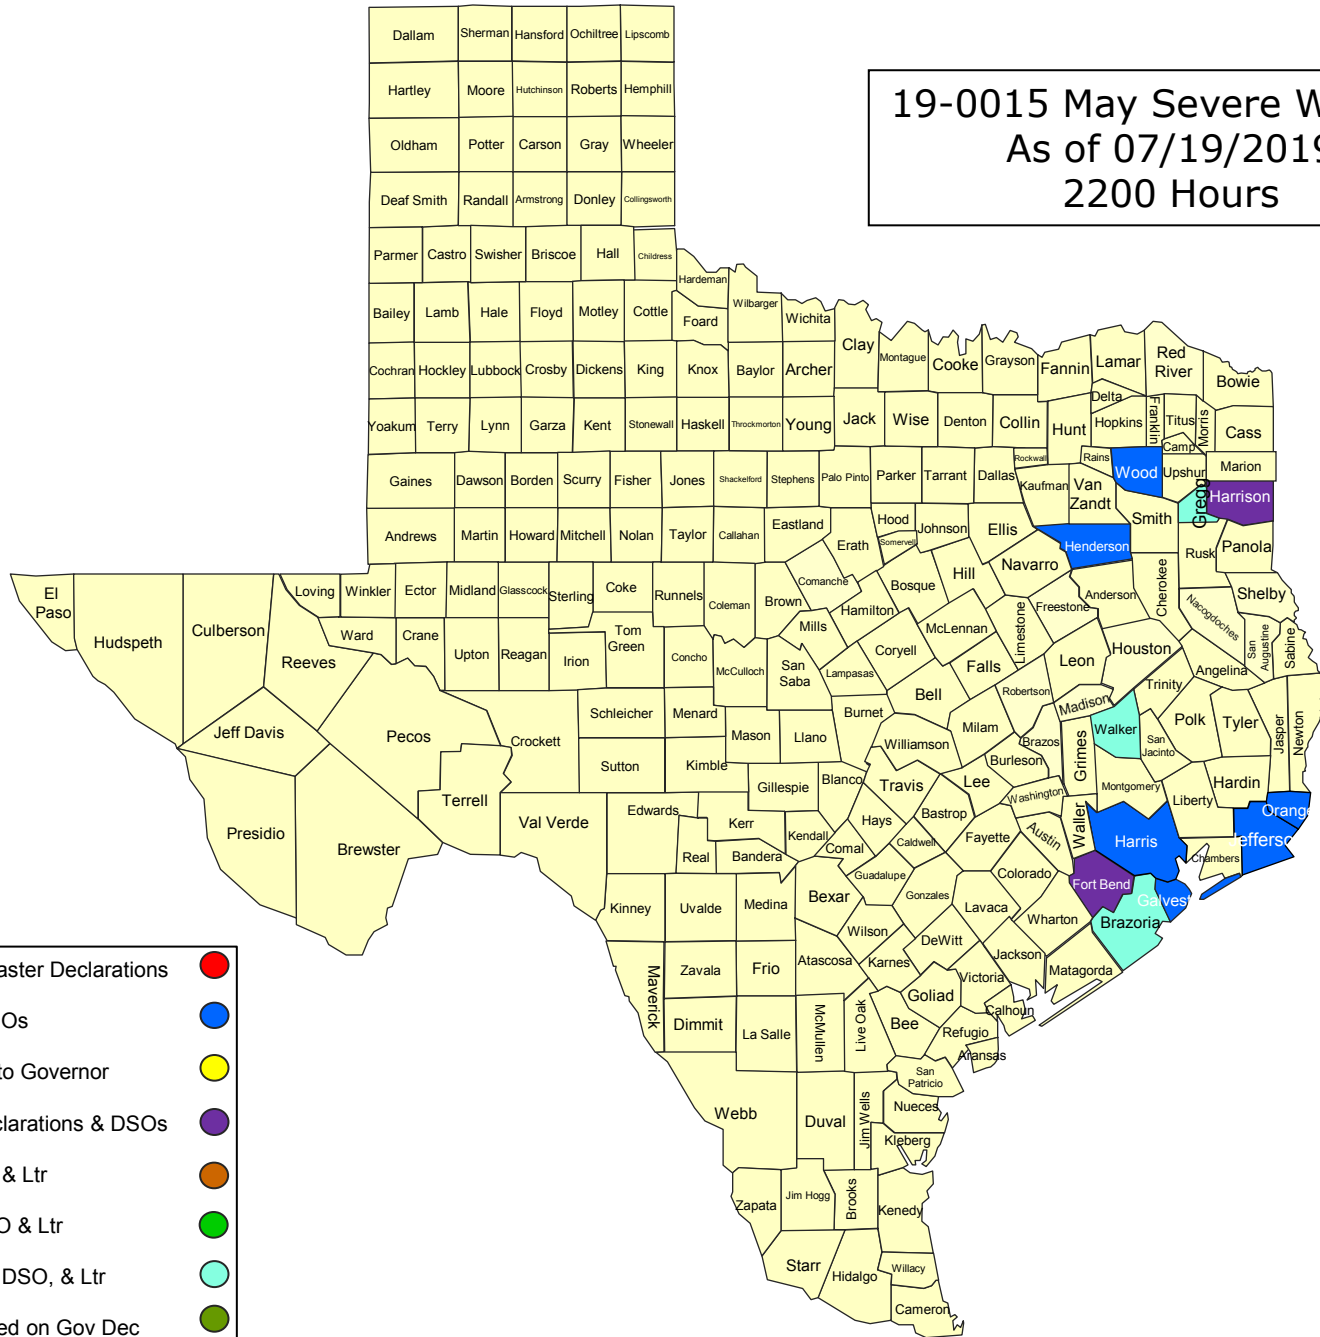 19-0015 May Severe W
As of 07/19/2019
2200 Hours
Dallam Sherman Hansford Ochiltree Lipscomb
Hartley Moore Hutchinson Roberts Hemphill
Oldham Potter Carson Gray Wheeler
Deaf Smith Randall Armstrong Donley Collingsworth
Parmer Castro Swisher Briscoe Hall Childress
Hardeman
Bailey Lamb Hale Floyd Motley Cottle Foard Wilbarger Wichita
Clay Montague Cooke Grayson Fannin Lamar Red
River Bowie
Cochran Hockley Lubbock Crosby Dickens King Knox Baylor Archer
Delta
Yoakum Terry Lynn Garza Kent Stonewall Haskell Throckmorton Young Jack Wise Denton Collin Hunt Hopkins Franklin Titus Morris Cass
Camp
Rockwall Rains Wood Upshur Marion
Gaines Dawson Borden Scurry Fisher Jones Shackelford Stephens Palo Pinto Parker Tarrant Dallas Kaufman Van
Zandt Gregg Harrison
Smith
Andrews Martin Howard Mitchell Nolan Taylor Callahan Eastland Erath Hood Somervell Johnson Ellis Henderson Rusk Panola
Navarro
El
Paso Hudspeth Culberson Loving Winkler Ector Midland Glasscock Sterling Coke Runnels Coleman Brown Comanche Hamilton Bosque Hill Freestone Anderson Cherokee Nacogdoches Shelby
Reeves Ward Crane Upton Reagan Irion Tom
Green Concho McCulloch San
Saba Mills Lampasas Coryell McLennan Limestone Falls Leon Houston Angelina San
Augustine Sabine
Jeff Davis Pecos Crockett Schleicher Menard Mason Llano Burnet Bell Milam Robertson Madison Trinity Walker San
Jacinto Polk Tyler Jasper Newton
Sutton Kimble Gillespie Blanco Williamson Travis Lee Burleson Brazos Grimes Washington Montgomery Liberty Hardin Orange
Presidio Brewster Terrell Val Verde Edwards Real Kerr Bandera Kendall Comal Hays Caldwell Bastrop Fayette Austin Waller Harris Chambers Jefferso
Kinney Uvalde Medina Bexar Guadalupe Gonzales Lavaca Colorado Wharton Fort Bend Brazoria Galvest
Maverick Zavala Frio Atascosa Wilson Karnes DeWitt Jackson Matagorda
Victoria
Dimmit La Salle McMullen Live Oak Bee Goliad Refugio Calhoun
Aransas
San
Patricio
Webb Duval Jim Wells Nueces
Kleberg
Zapata Jim Hogg Brooks Kenedy
Starr Hidalgo Willacy
Cameron
aster Declarations
Os
to Governor
clarations & DSOs
& Ltr
O & Ltr
DSO, & Ltr
ed on Gov Dec